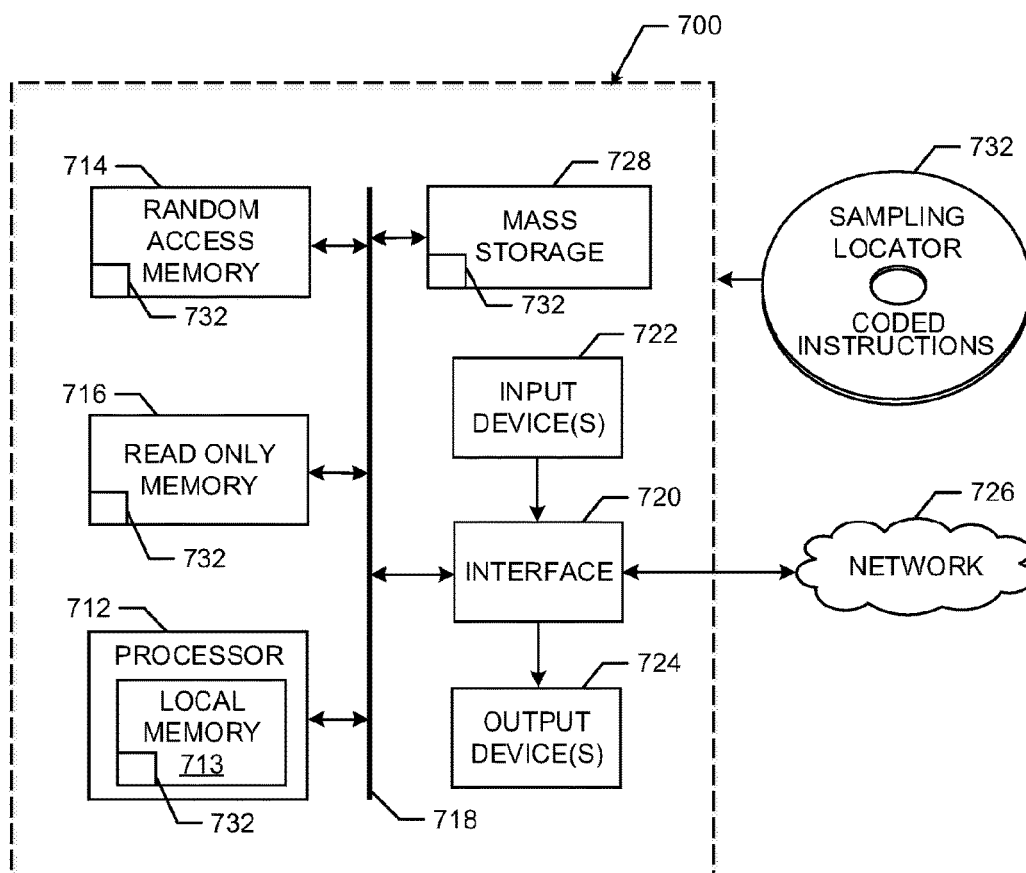 700
714
RANDOM
ACCESS
MEMORY
732
728
MASS
STORAGE
732
732
SAMPLING
LOCATOR
CODED
INSTRUCTIONS
722
INPUT
DEVICE(S)
716
READ ONLY
MEMORY
732
720
INTERFACE
726
NETWORK
712
PROCESSOR
LOCAL
MEMORY
713
732
724
OUTPUT
DEVICE(S)
718